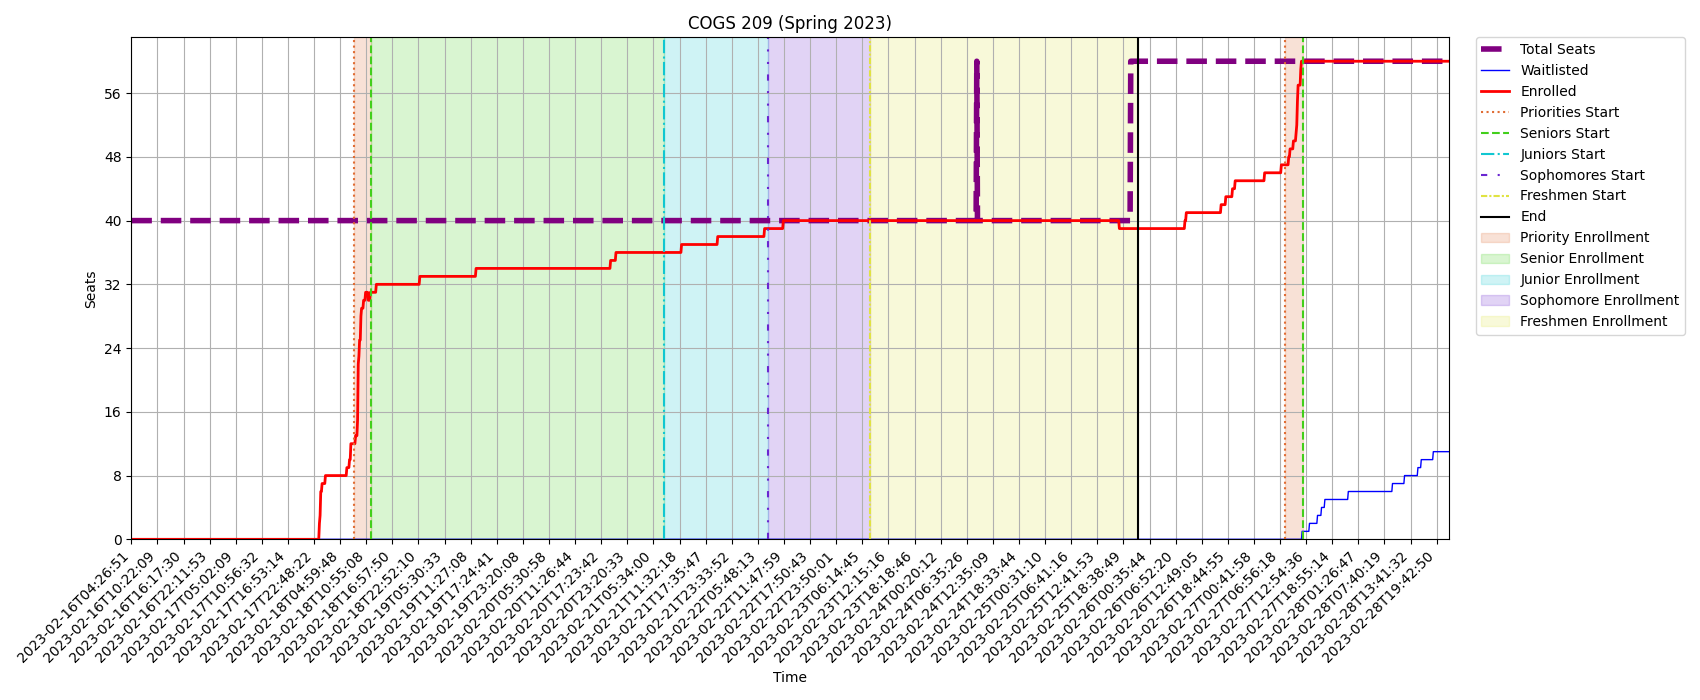 COGS 209 (Spring 2023)
Seats
56
48
40
32
24
16
8
0
2023-02-16T04:26:51
2023-02-16T10:22:09
2023-02-16T16:17:30
2023-02-16T22:11:53
2023-02-17T05:02:09
2023-02-17T10:56:32
2023-02-17T16:53:14
2023-02-17T22:48:22
2023-02-18T04:59:48
2023-02-18T10:55:08
2023-02-18T16:57:50
2023-02-18T22:52:10
2023-02-19T05:30:33
2023-02-19T11:27:08
2023-02-19T17:24:41
2023-02-19T23:20:08
2023-02-20T05:30:58
2023-02-20T11:26:44
2023-02-20T17:23:42
2023-02-20T23:20:33
2023-02-21T05:34:00
2023-02-21T11:32:18
2023-02-21T17:35:47
2023-02-21T23:33:52
2023-02-22T05:48:13
2023-02-22T11:47:59
2023-02-22T17:50:43
2023-02-22T23:50:01
2023-02-23T06:14:45
2023-02-23T12:15:16
2023-02-23T18:18:46
2023-02-24T00:20:12
2023-02-24T06:35:26
2023-02-24T12:35:09
2023-02-24T18:33:44
2023-02-25T00:31:10
2023-02-25T06:41:16
2023-02-25T12:41:53
2023-02-25T18:38:49
2023-02-26T00:35:44
2023-02-26T06:52:20
2023-02-26T12:49:05
2023-02-26T18:44:55
2023-02-27T00:41:58
2023-02-27T06:56:18
2023-02-27T12:54:36
2023-02-27T18:55:14
2023-02-28T01:26:47
2023-02-28T07:40:19
2023-02-28T13:41:32
2023-02-28T19:42:50
Time
Total Seats
Waitlisted
Enrolled
Priorities Start
Seniors Start
Juniors Start
Sophomores Start
Freshmen Start
End
Priority Enrollment
Senior Enrollment
Junior Enrollment
Sophomore Enrollment
Freshmen Enrollment